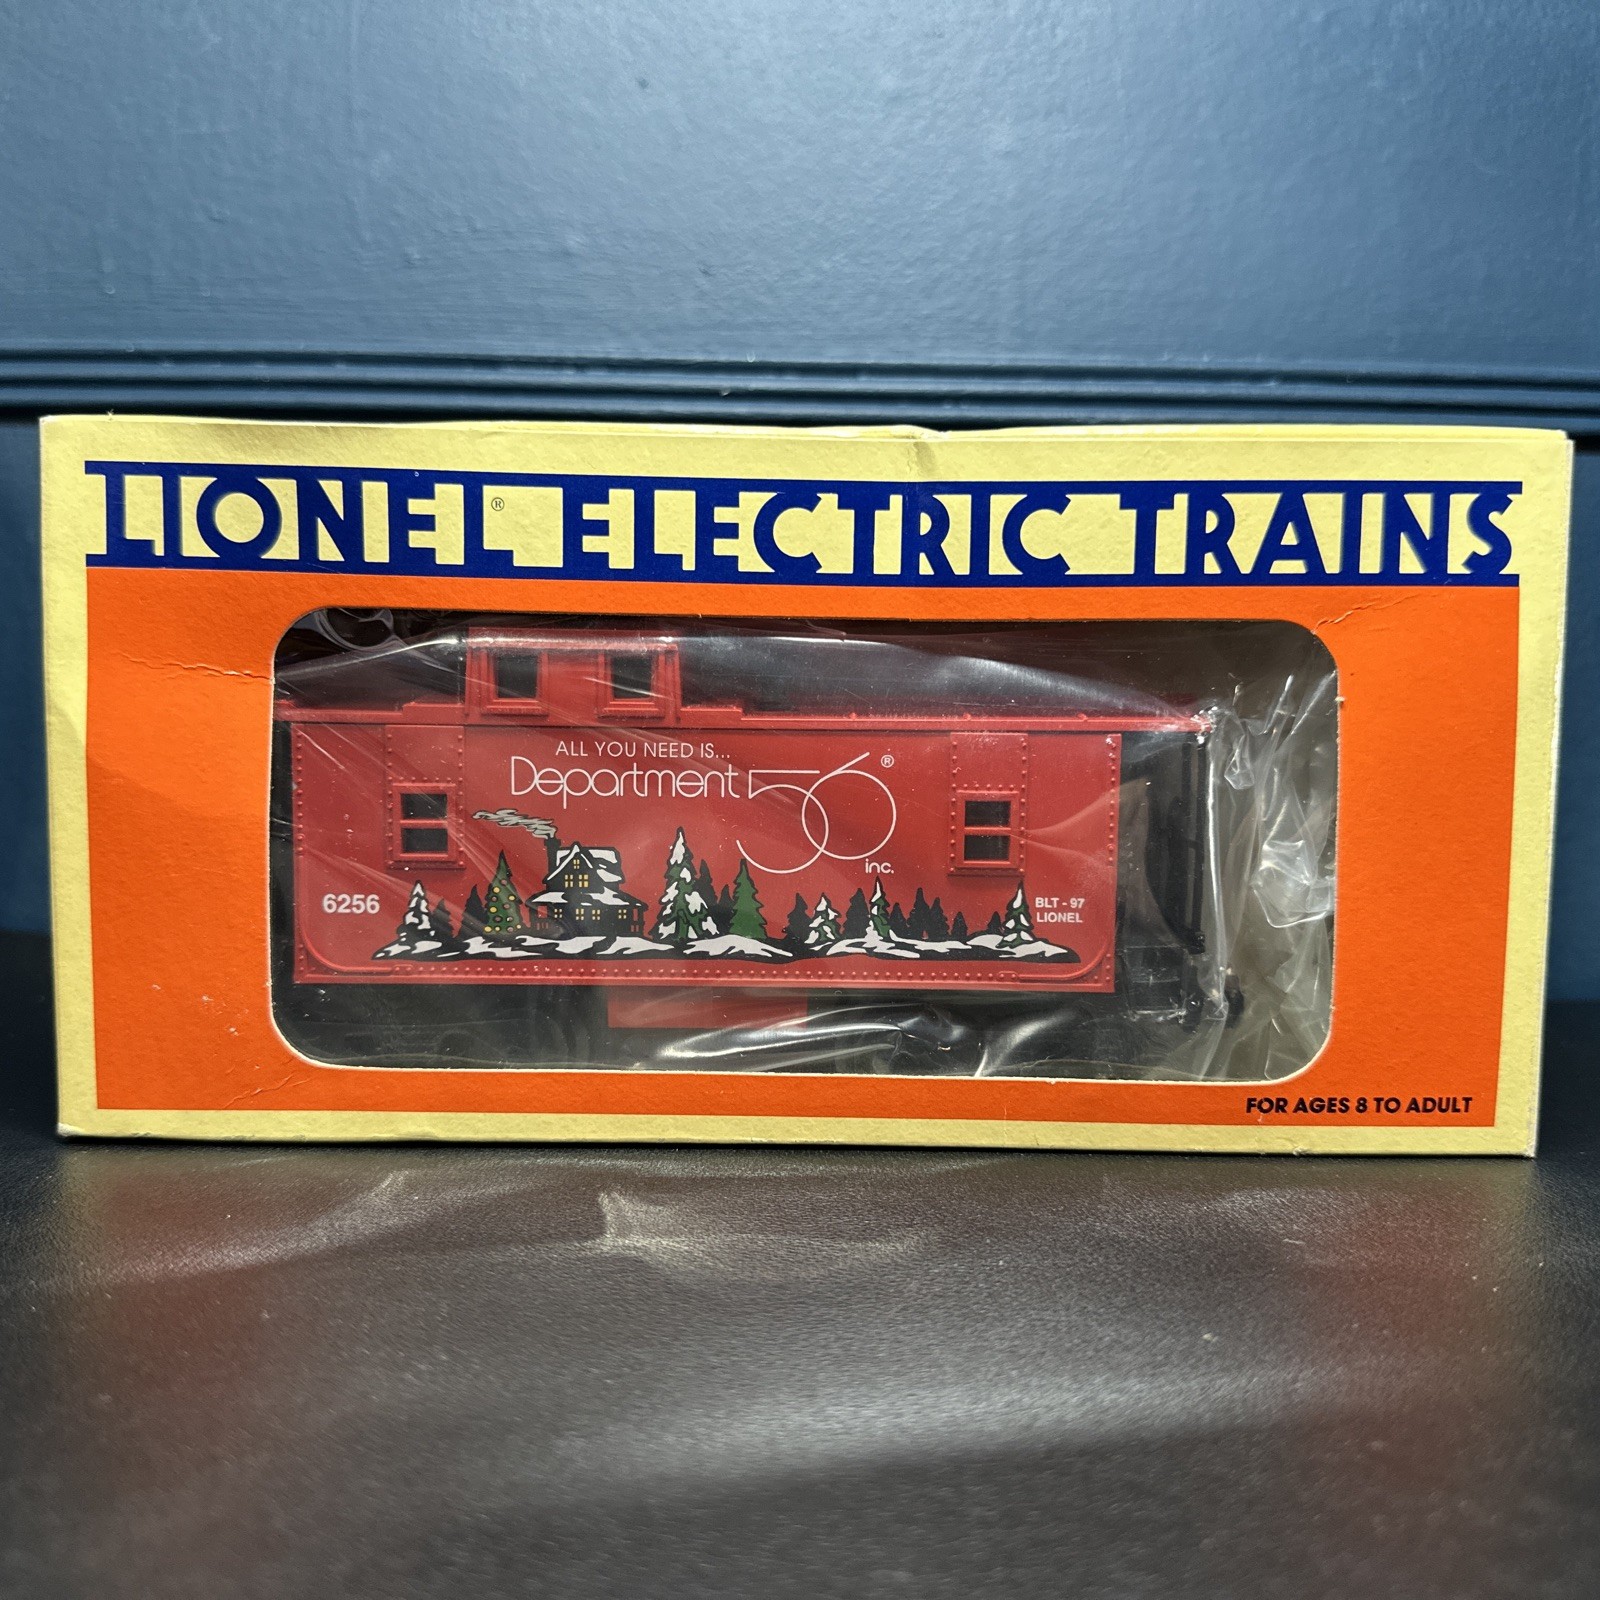 LIONEL® ELECTRIC TRAINS
ALL YOU NEED IS...
Department 56®
inc.
6256
BLT - 97
LIONEL
FOR AGES 8 TO ADULT